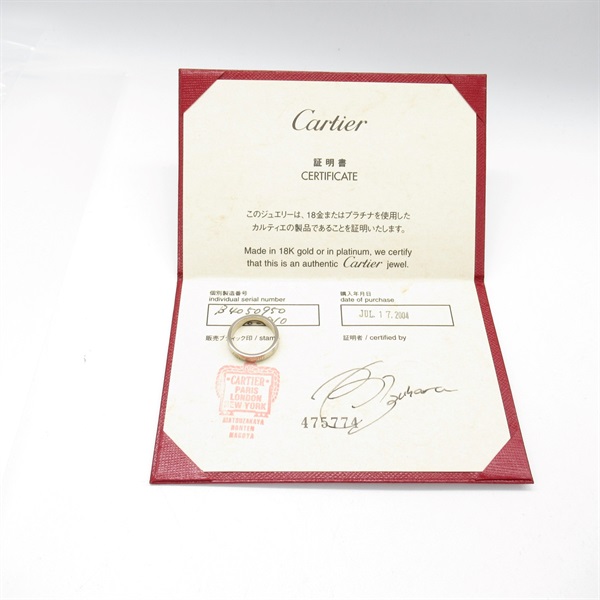 Cartier
証明書
CERTIFICATE
このジュエリーは、18金またはプラチナを使用した
カルティエの製品であることを証明いたします。
Made in 18K gold or in platinum, we certify
that this is an authentic Cartier jewel.
個別製造番号
individual serial number
B4050950
購入年月日
date of purchase
JUL 17.2004
販売ブティック印 / stam
証明者 / certified by
CARTIER
PARIS
LONDON
NEW YORK
475774